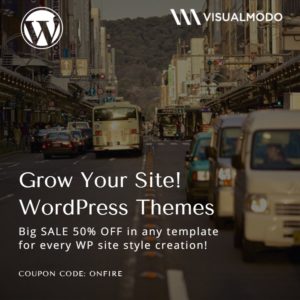 VISUALMODO
Grow Your Site!
WordPress Themes
Big SALE 50% OFF in any template
for every WP site style creation!
COUPON CODE: ONFIRE